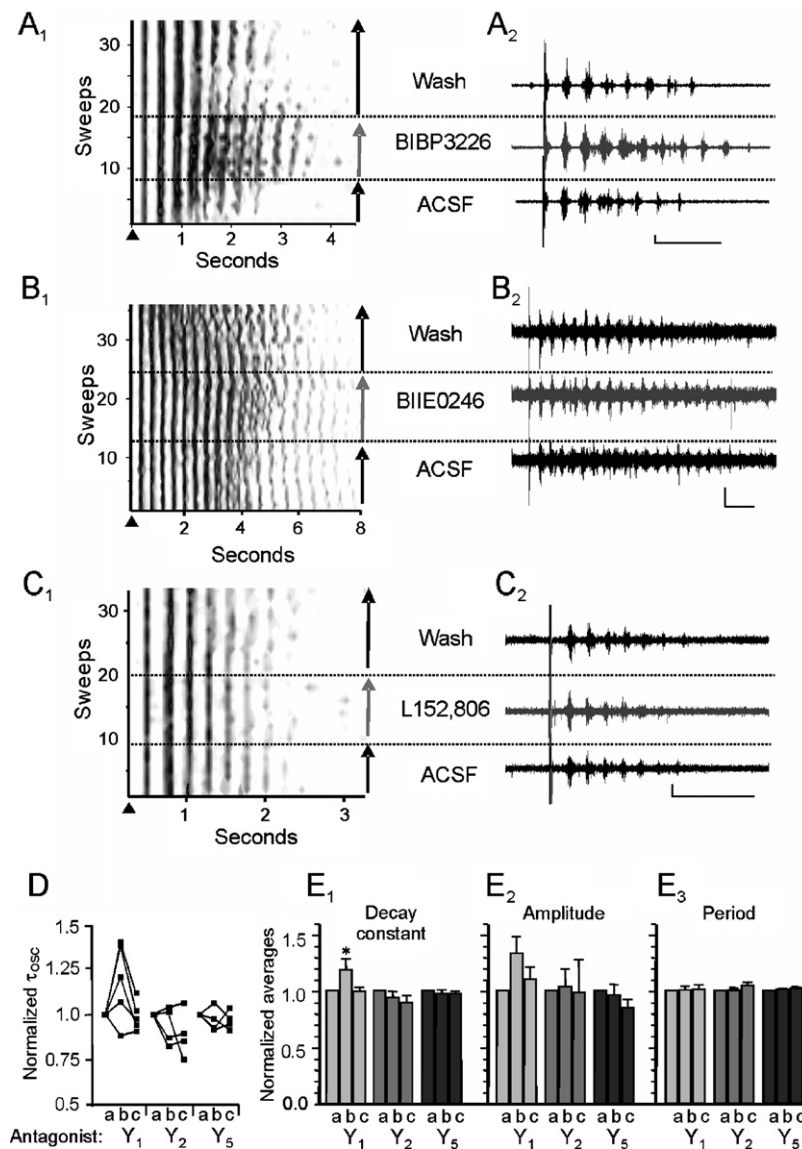 A1
A2
Sweeps
30
20
10
Wash
BIBP3226
ACSF
1 2 3 4
Seconds
B1
B2
Sweeps
30
20
10
Wash
BIIE0246
ACSF
2 4 6 8
Seconds
C1
C2
Sweeps
30
20
10
Wash
L152,806
ACSF
1 2 3
Seconds
D
Normalized τosc
1.5
1.25
1.0
0.75
0.5
a b c a b c a b c
Antagonist: Y1 Y2 Y5
E1
Decay constant
E2
Amplitude
E3
Period
Normalized averages
1.5
1.0
0.5
0.0
*
a b c a b c a b c
Y1 Y2 Y5
a b c a b c a b c
Y1 Y2 Y5
a b c a b c a b c
Y1 Y2 Y5